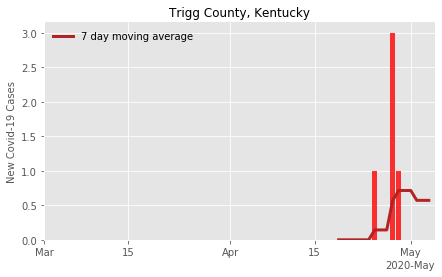 Trigg County, Kentucky
7 day moving average
New Covid-19 Cases
3.0
2.5
2.0
1.5
1.0
0.5
0.0
Mar
15
Apr
15
May
2020-May